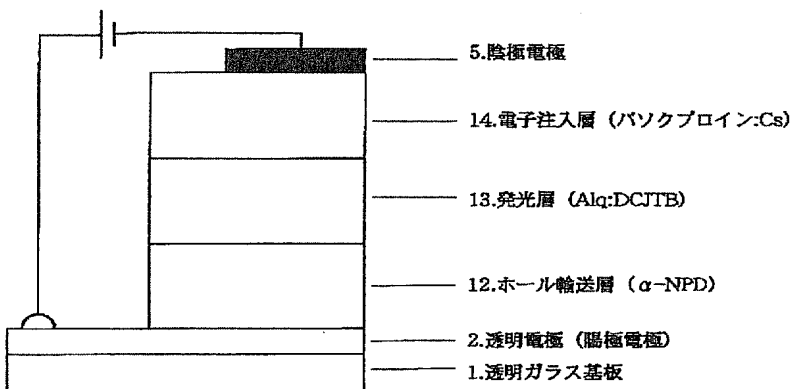 5.陰極電極
14.電子注入層（バソクプロイン:Cs）
13.発光層（Alq:DCJTB）
12.ホール輸送層（α-NPD）
2.透明電極（陽極電極）
1.透明ガラス基板